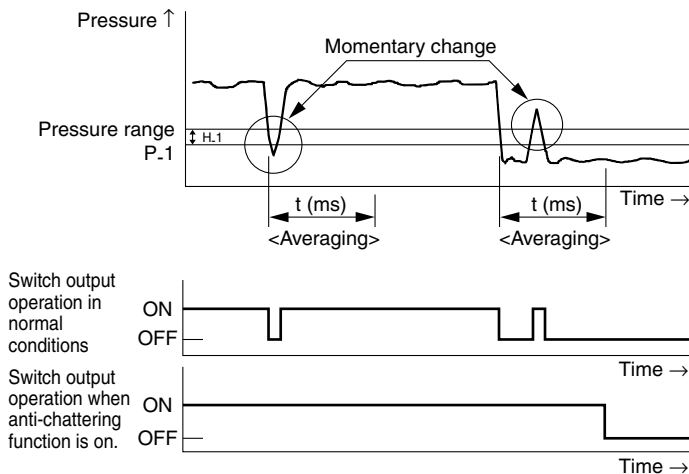 Pressure ↑
Momentary change
Pressure range
H-1
P-1
t (ms)
t (ms)
Time →
<Averaging>
<Averaging>
Switch output
operation in
normal
conditions
ON
OFF
Time →
Switch output
operation when
anti-chattering
function is on.
ON
OFF
Time →